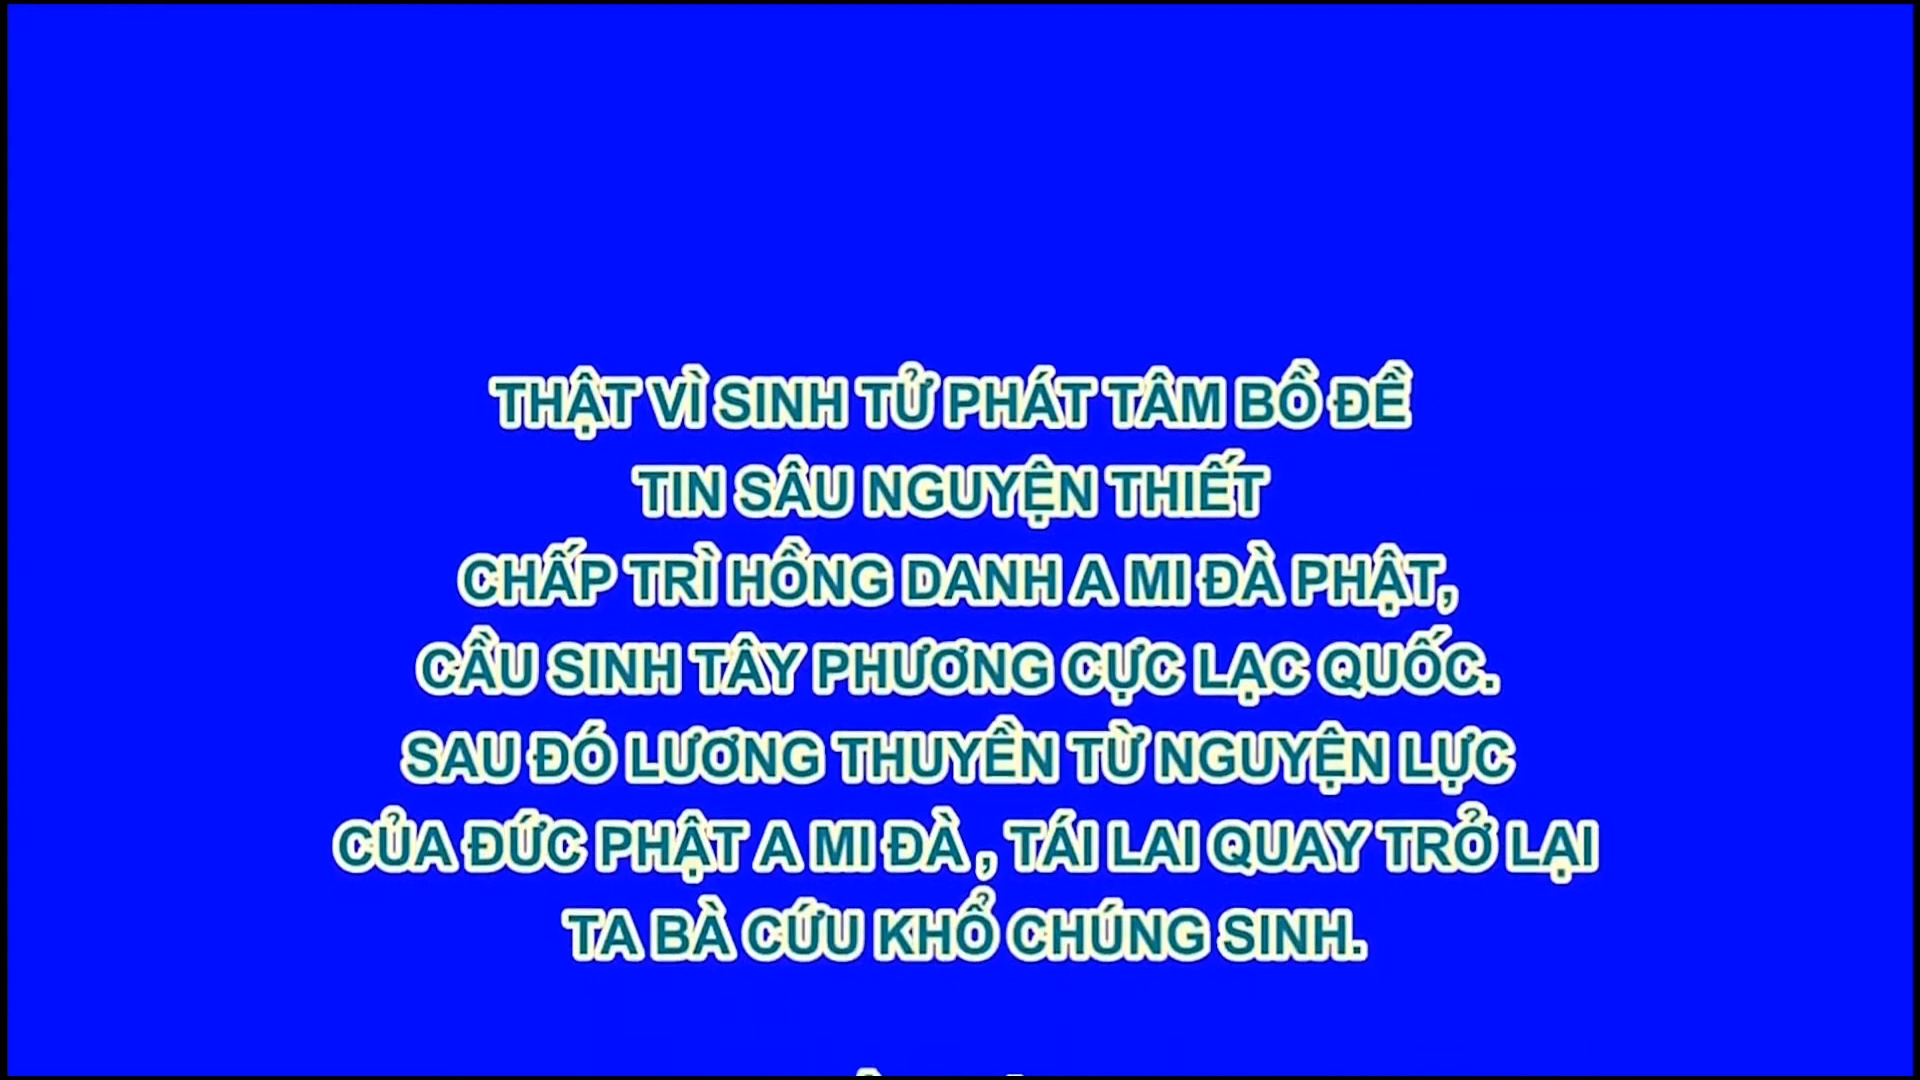 THẬT VÌ SINH TỬ PHÁT TÂM BỒ ĐỀ
TIN SÂU NGUYỆN THIẾT
CHẤP TRÌ HỒNG DANH A MI ĐÀ PHẬT,
CẦU SINH TÂY PHƯƠNG CỰC LẠC QUỐC.
SAU ĐÓ LƯƠNG THUYỀN TỪ NGUYỆN LỰC
CỦA ĐỨC PHẬT A MI ĐÀ , TÁI LAI QUAY TRỞ LẠI
TA BÀ CỨU KHỔ CHÚNG SINH.